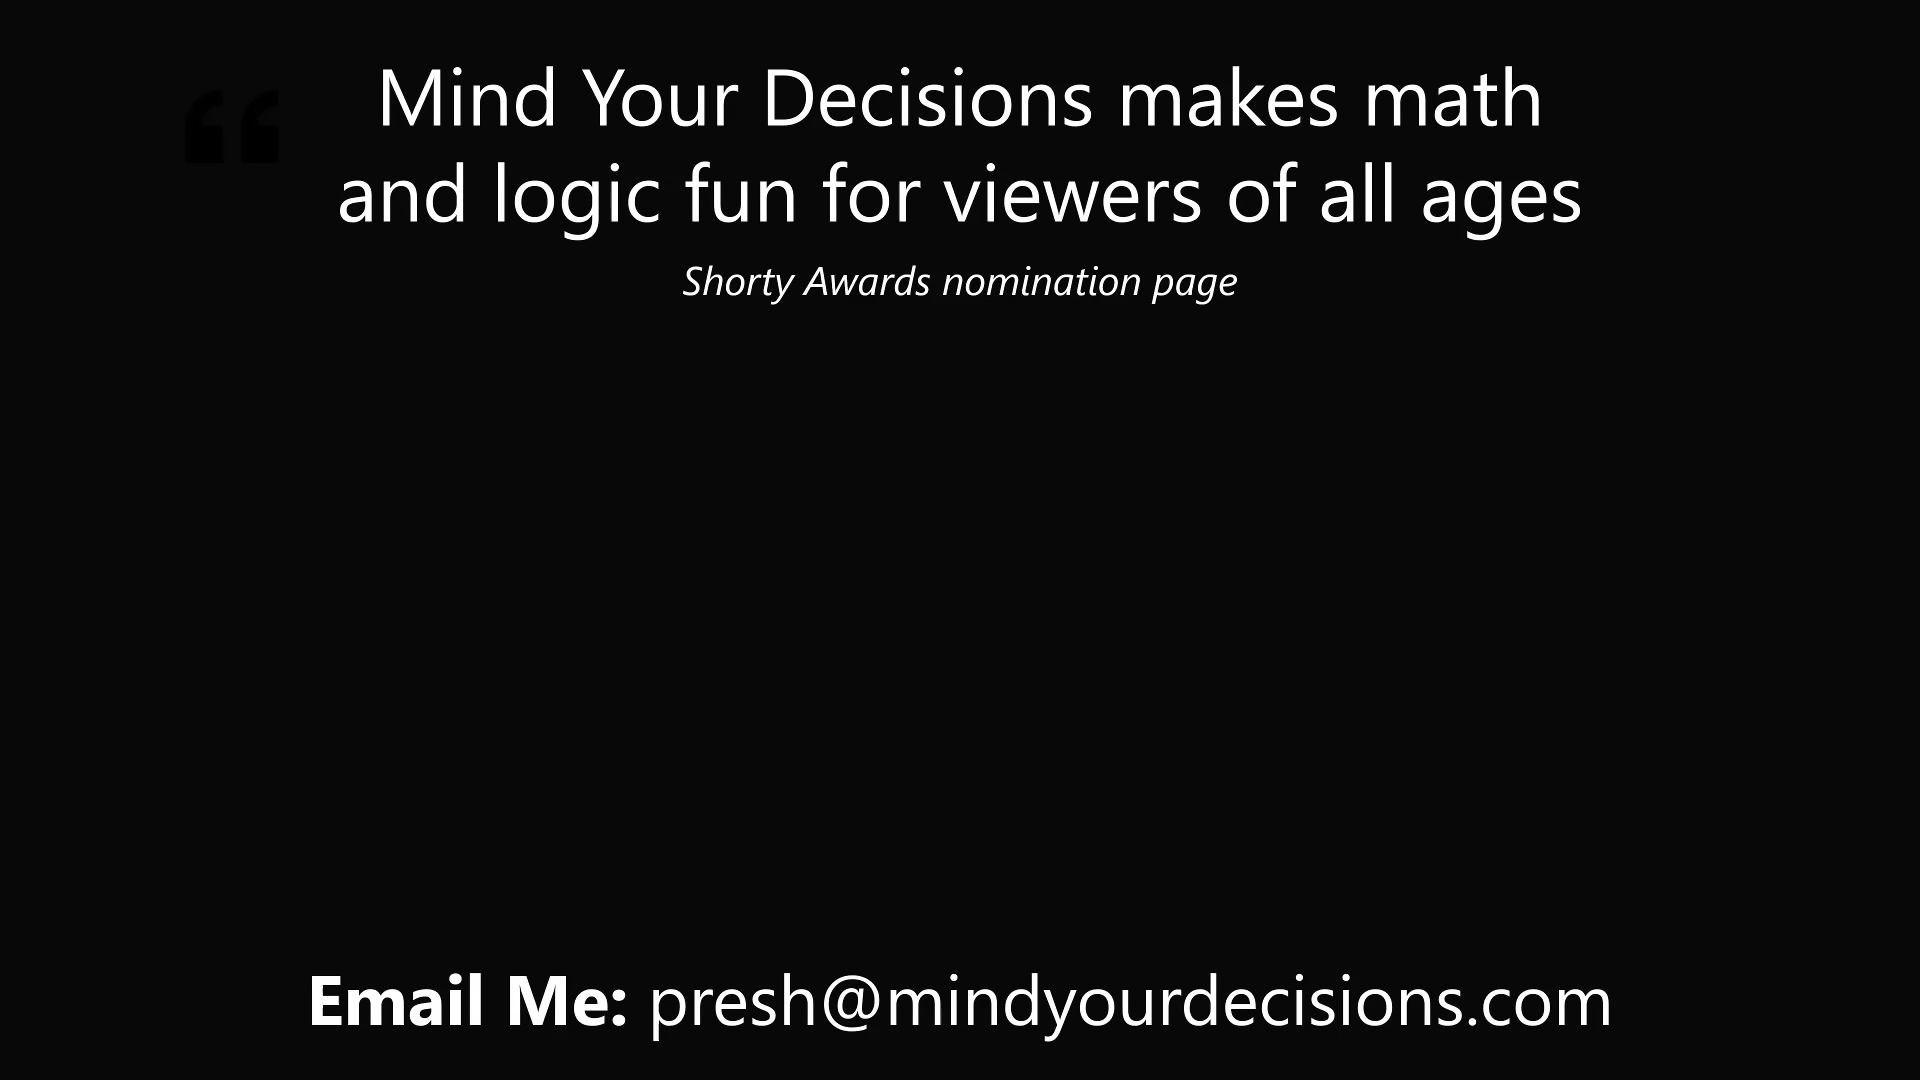 “
Mind Your Decisions makes math
and logic fun for viewers of all ages
Shorty Awards nomination page
Email Me: presh@mindyourdecisions.com